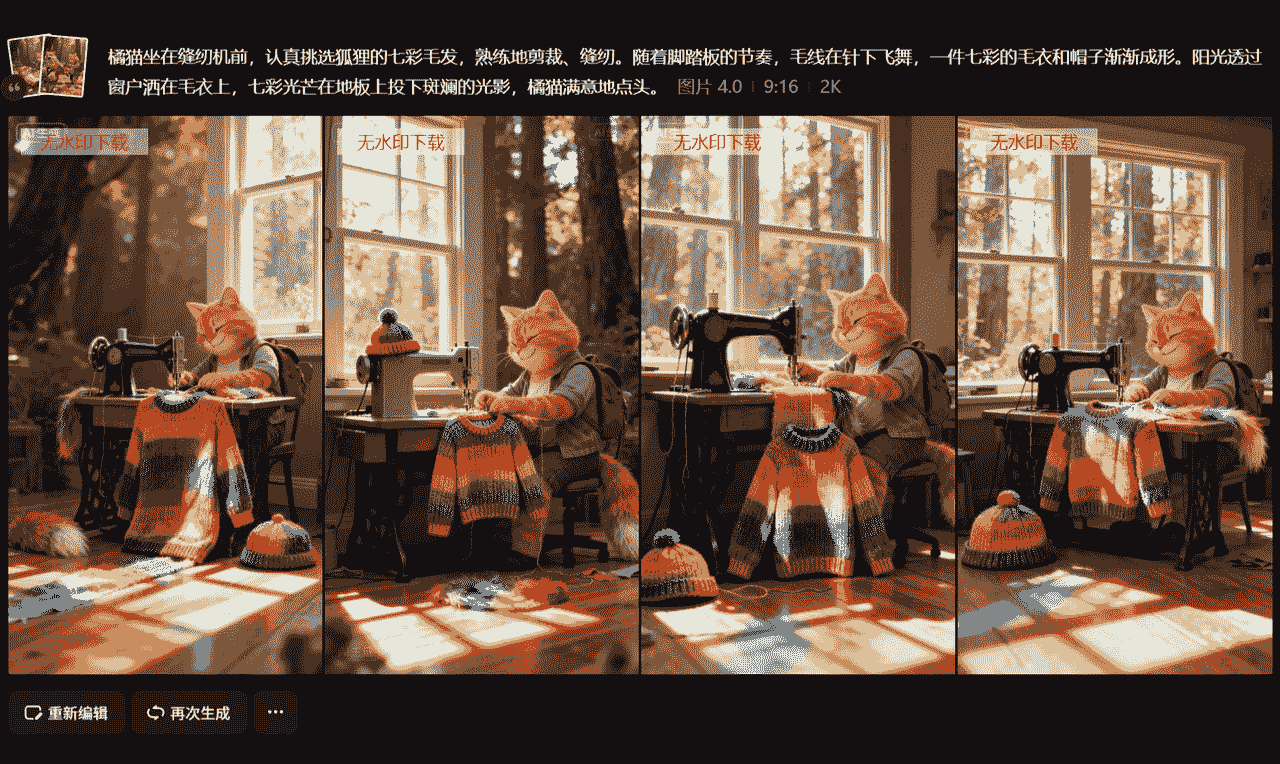 橘猫坐在缝纫机前，认真挑选狐狸的七彩毛发，熟练地剪裁、缝纫。随着脚踏板的节奏，毛线在针下飞舞，一件七彩的毛衣和帽子渐渐成形。阳光透过
窗户洒在毛衣上，七彩光芒在地板上投下斑斓的光影，橘猫满意地点头。 图片 4.0 | 9:16 | 2K
无水印下载 无水印下载 无水印下载 无水印下载
重新编辑 再次生成 ···